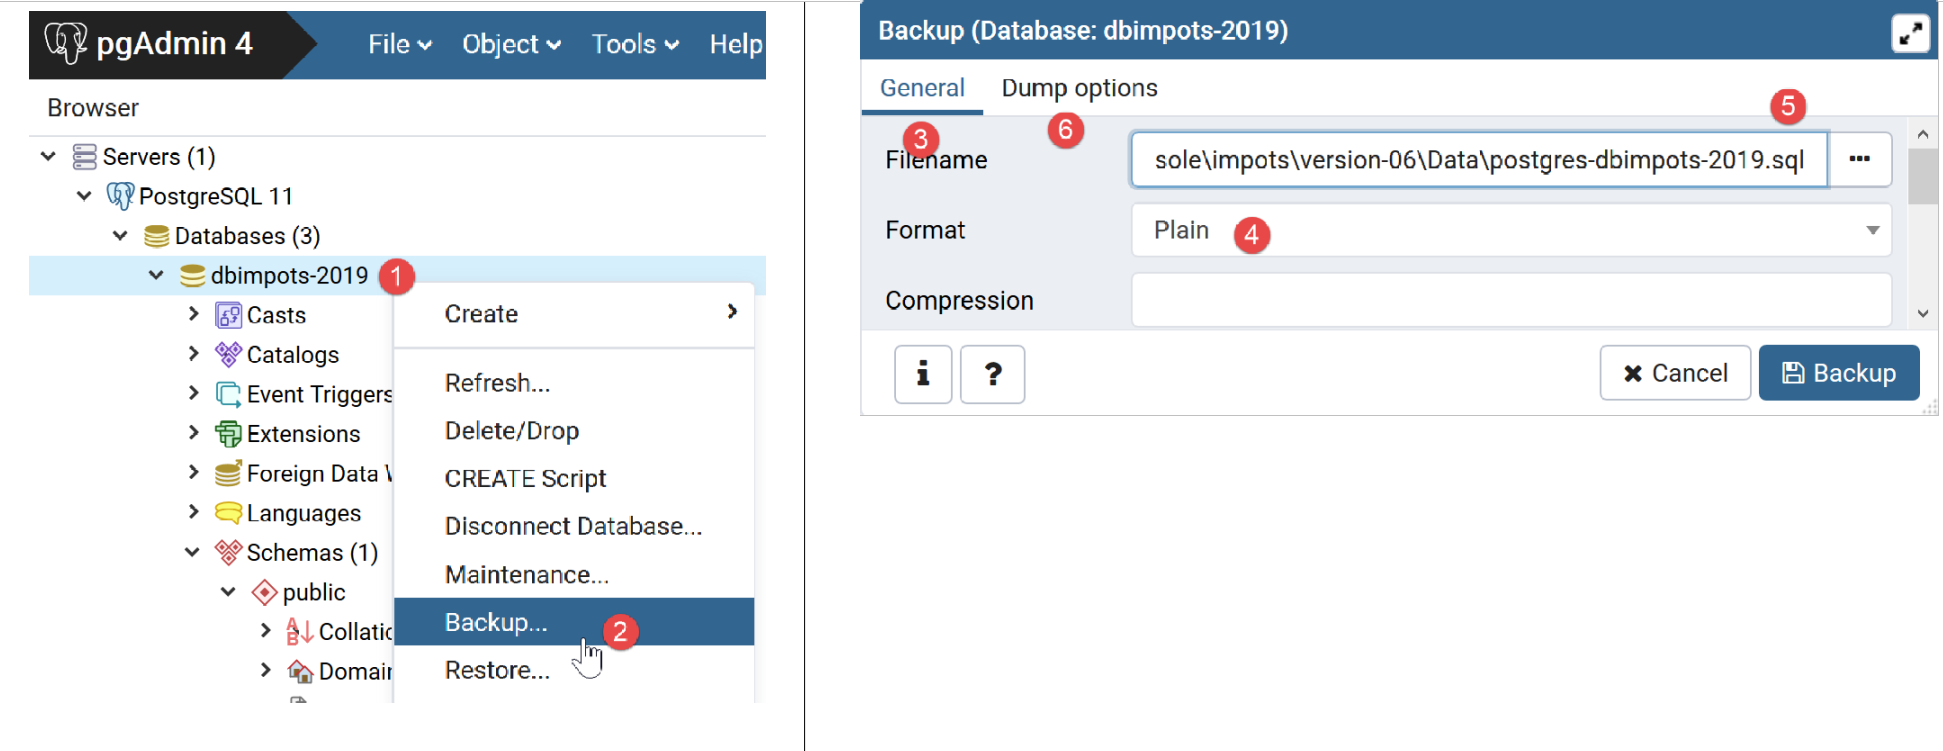 pgAdmin 4 File Object Tools Help
Browser
Servers (1)
PostgreSQL 11
Databases (3)
dbimpots-2019 1
Casts
Catalogs
Event Triggers
Extensions
Foreign Data
Languages
Schemas (1)
public
Collatic
Domair
Create
Refresh...
Delete/Drop
CREATE Script
Disconnect Database...
Maintenance...
Backup... 2
Restore...
Backup (Database: dbimpots-2019)
General Dump options
3 6 5
Filename sole\impots\version-06\Data\postgres-dbimpots-2019.sql ...
Format Plain 4
Compression
i ? Cancel Backup